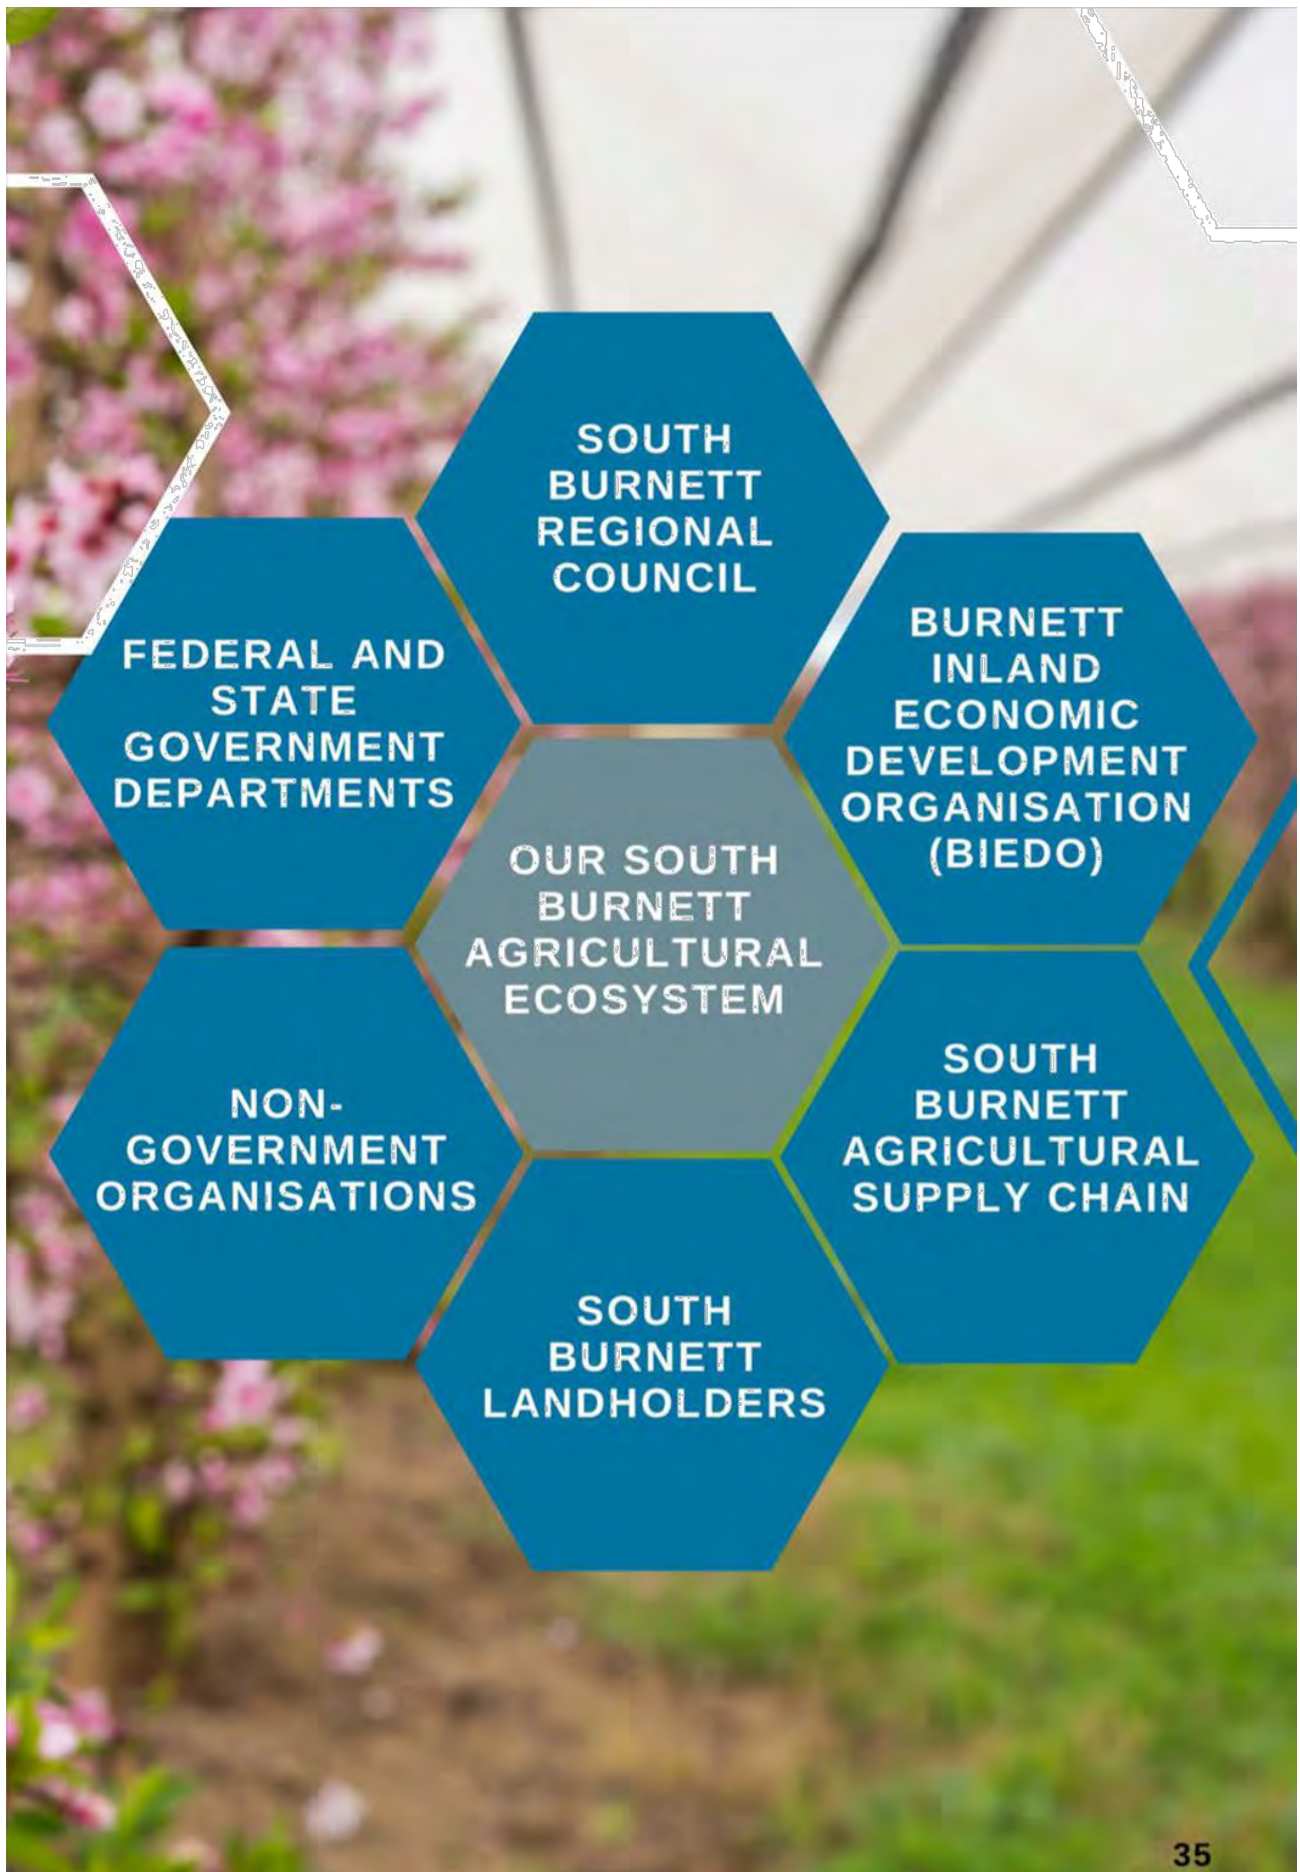 SOUTH
BURNETT
REGIONAL
COUNCIL
FEDERAL AND
STATE
GOVERNMENT
DEPARTMENTS
BURNETT
INLAND
ECONOMIC
DEVELOPMENT
ORGANISATION
(BIEDO)
OUR SOUTH
BURNETT
AGRICULTURAL
ECOSYSTEM
NON-
GOVERNMENT
ORGANISATIONS
SOUTH
BURNETT
AGRICULTURAL
SUPPLY CHAIN
SOUTH
BURNETT
LANDHOLDERS
35